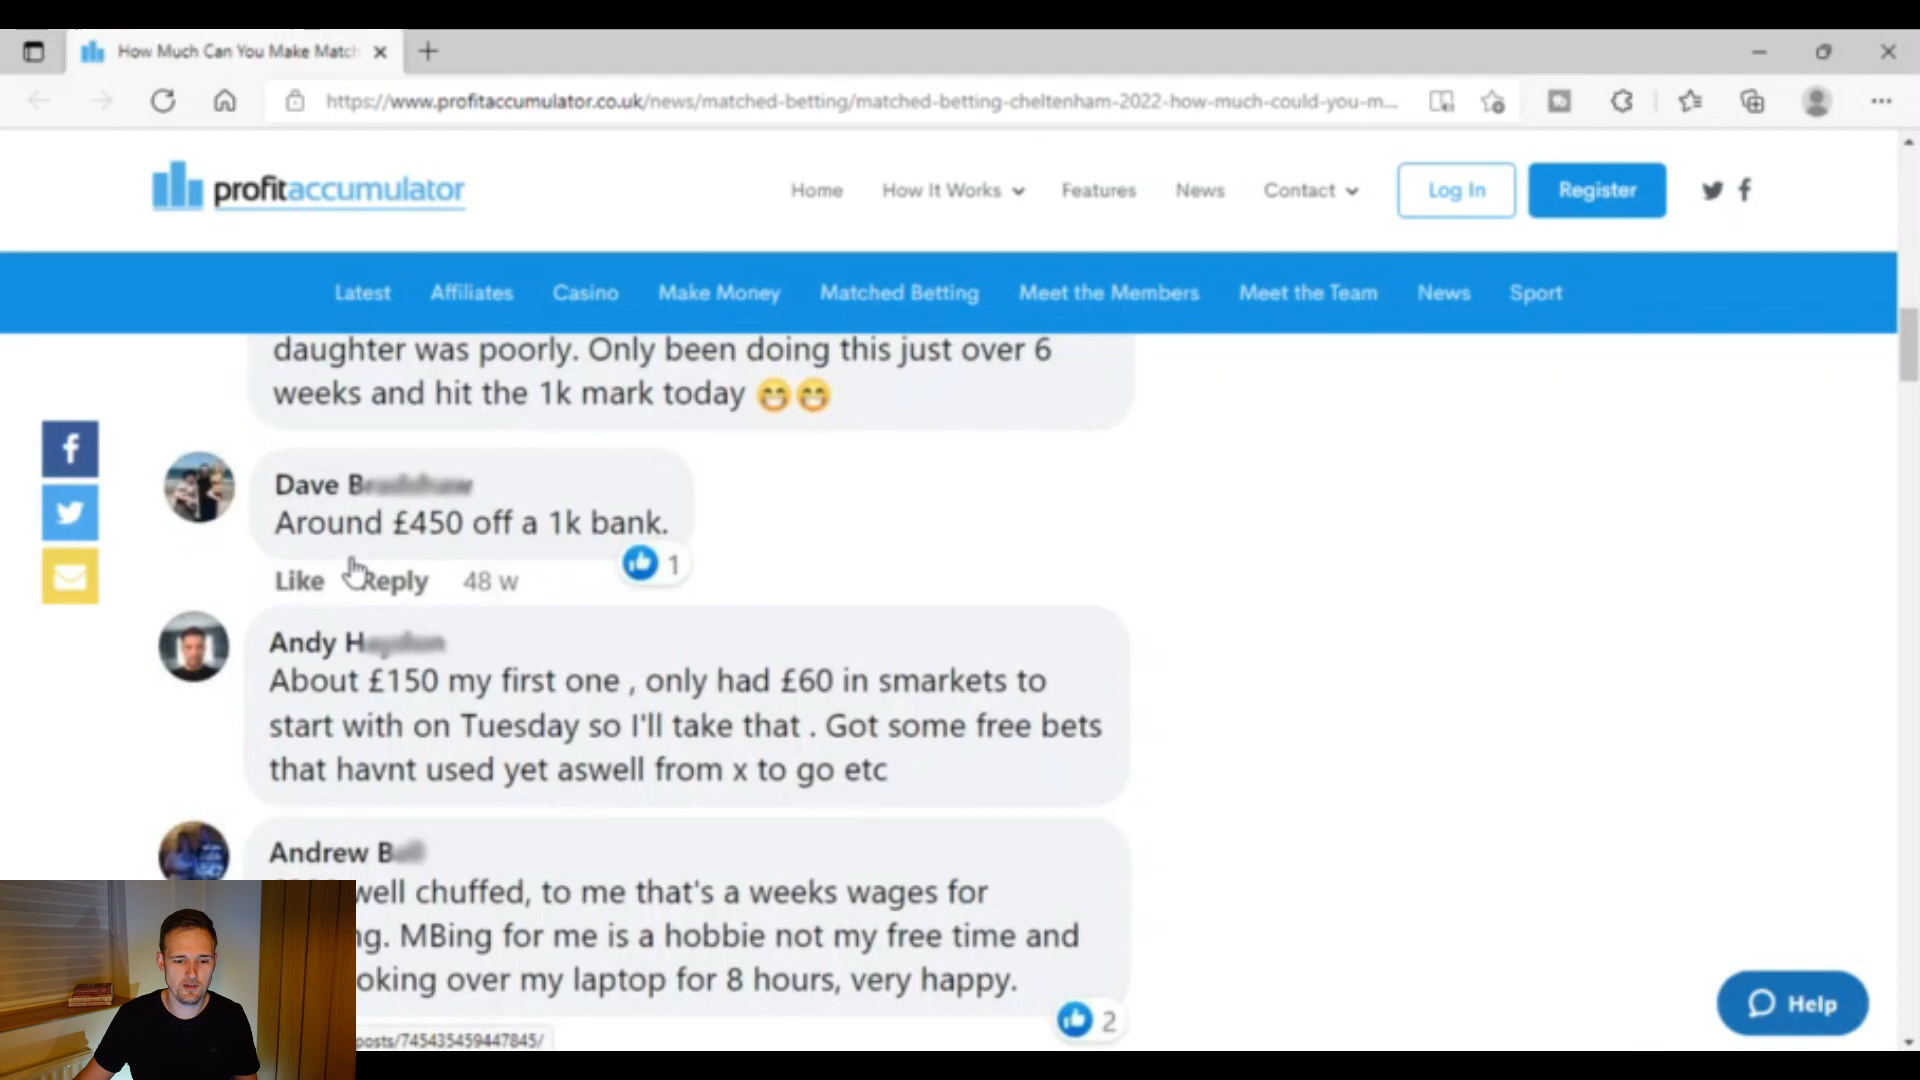 How Much Can You Make Match
https://www.profitaccumulator.co.uk/news/matched-betting/matched-betting-cheltenham-2022-how-much-could-you-m...
profitaccumulator
Home How It Works Features News Contact Log In Register
Latest Affiliates Casino Make Money Matched Betting Meet the Members Meet the Team News Sport
daughter was poorly. Only been doing this just over 6
weeks and hit the 1k mark today 😁😁
Dave B
Around £450 off a 1k bank.
1
Like Reply 48 w
Andy H
About £150 my first one , only had £60 in smarkets to
start with on Tuesday so I'll take that . Got some free bets
that havnt used yet aswell from x to go etc
Andrew B
well chuffed, to me that's a weeks wages for
ng. MBing for me is a hobbie not my free time and
oking over my laptop for 8 hours, very happy.
2
Help
posts/745435459447845/